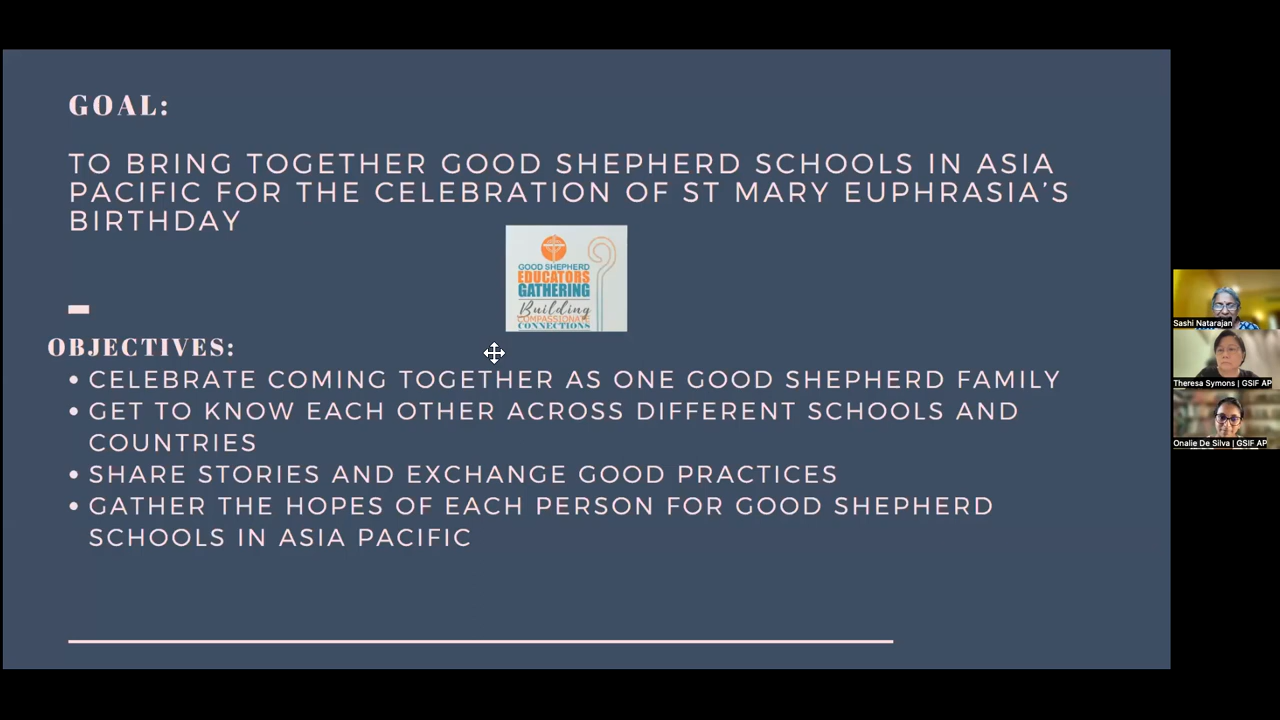 GOAL:
TO BRING TOGETHER GOOD SHEPHERD SCHOOLS IN ASIA
PACIFIC FOR THE CELEBRATION OF ST MARY EUPHRASIA’S
BIRTHDAY
GOOD SHEPHERD
EDUCATORS
GATHERING
Building
COMPASSIONATE
CONNECTIONS
OBJECTIVES:
• CELEBRATE COMING TOGETHER AS ONE GOOD SHEPHERD FAMILY
• GET TO KNOW EACH OTHER ACROSS DIFFERENT SCHOOLS AND
COUNTRIES
• SHARE STORIES AND EXCHANGE GOOD PRACTICES
• GATHER THE HOPES OF EACH PERSON FOR GOOD SHEPHERD
SCHOOLS IN ASIA PACIFIC
Sashi Natarajan
Theresa Symons | GSIF AP
Onalie De Silva | GSIF AP